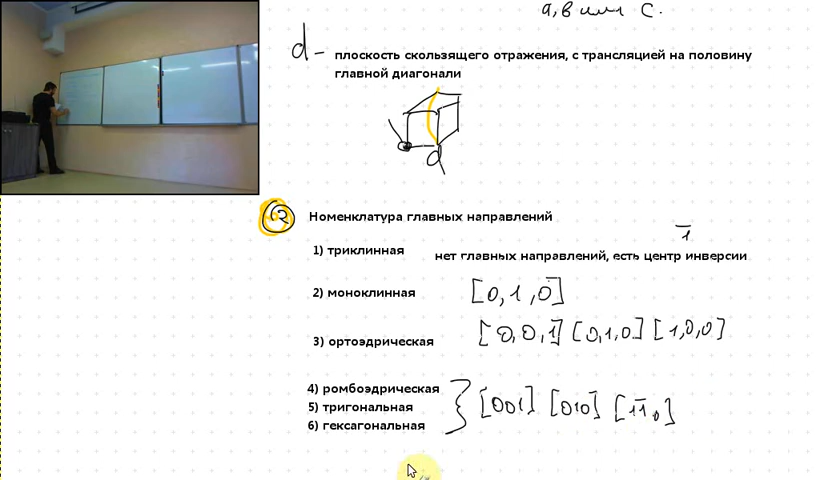 а, в или с.
d – плоскость скользящего отражения, с трансляцией на половину
главной диагонали
d
2 Номенклатура главных направлений
1) триклинная нет главных направлений, есть центр инверсии 1̅
2) моноклинная [0,1,0]
3) ортоэдрическая [0,0,1] [0,1,0] [1,0,0]
4) ромбоэдрическая
5) тригональная [001] [010] [11̅0]
6) гексагональная